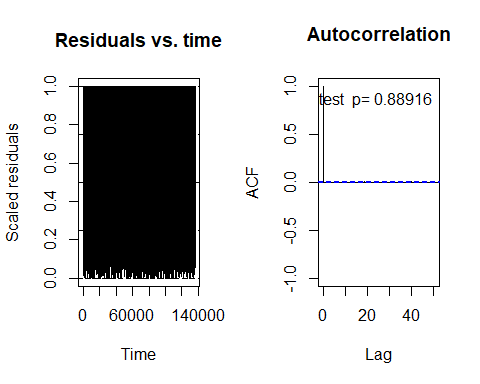 Residuals vs. time
Scaled residuals
0.0 0.2 0.4 0.6 0.8 1.0
0 60000 140000
Time
Autocorrelation
test p= 0.88916
ACF
-1.0 -0.5 0.0 0.5 1.0
0 20 40
Lag